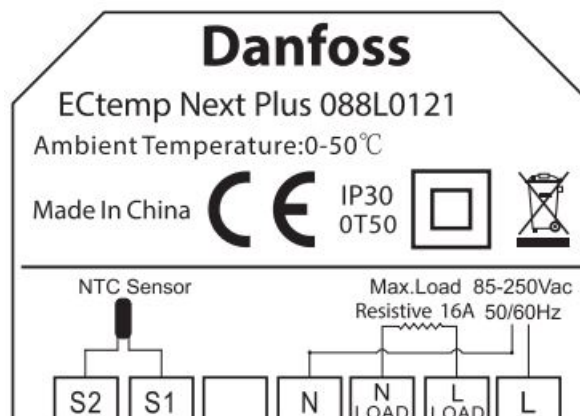 Danfoss
ECtemp Next Plus 088L0121
Ambient Temperature:0-50℃
Made In China CE IP30
0T50
NTC Sensor Max.Load 85-250Vac
Resistive 16A 50/60Hz
S2 S1 N N LOAD L LOAD L